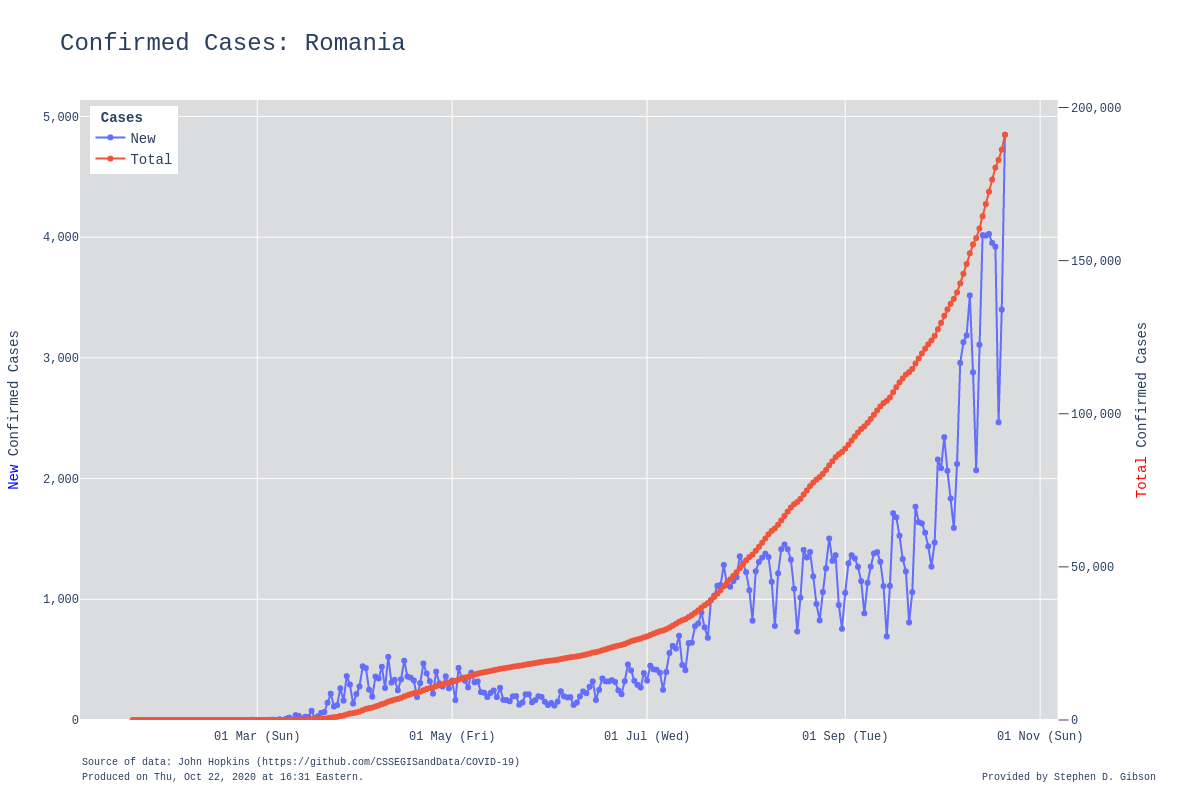 Confirmed Cases: Romania
Cases
New
Total
5,000
4,000
3,000
2,000
1,000
0
200,000
150,000
100,000
50,000
0
New Confirmed Cases
Total Confirmed Cases
01 Mar (Sun)
01 May (Fri)
01 Jul (Wed)
01 Sep (Tue)
01 Nov (Sun)
Source of data: John Hopkins (https://github.com/CSSEGISandData/COVID-19)
Produced on Thu, Oct 22, 2020 at 16:31 Eastern.
Provided by Stephen D. Gibson